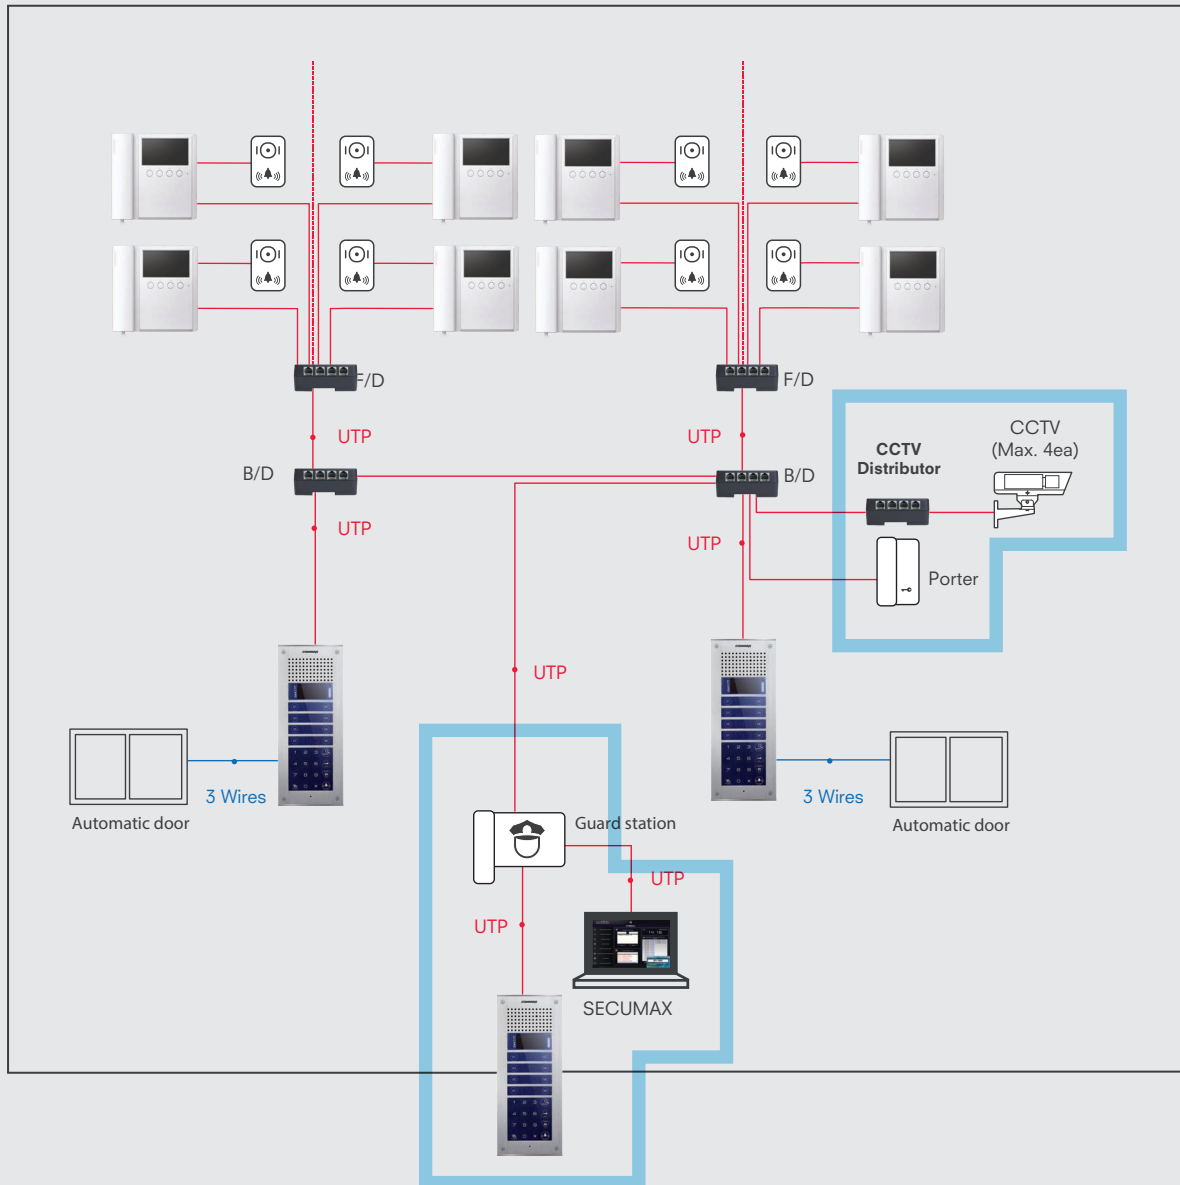 F/D
F/D
UTP
UTP
CCTV
(Max. 4ea)
CCTV
Distributor
B/D
B/D
UTP
UTP
Porter
UTP
3 Wires
3 Wires
Automatic door
Guard station
Automatic door
UTP
UTP
SECUMAX